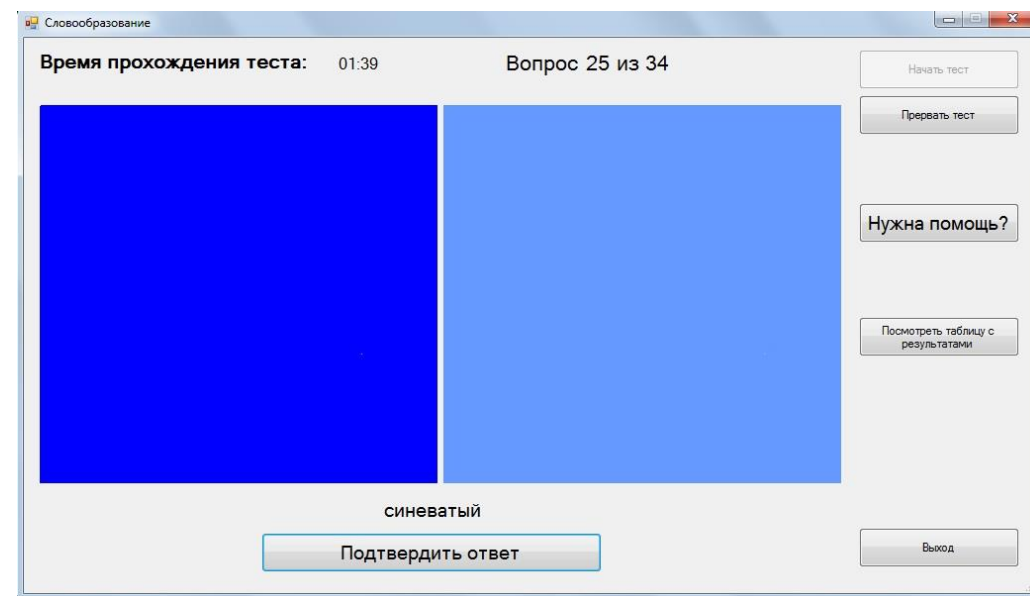 Словообразование
Время прохождения теста: 01:39 Вопрос 25 из 34
Начать тест
Прервать тест
Нужна помощь?
Посмотреть таблицу с
результатами
синеватый
Подтвердить ответ
Выход